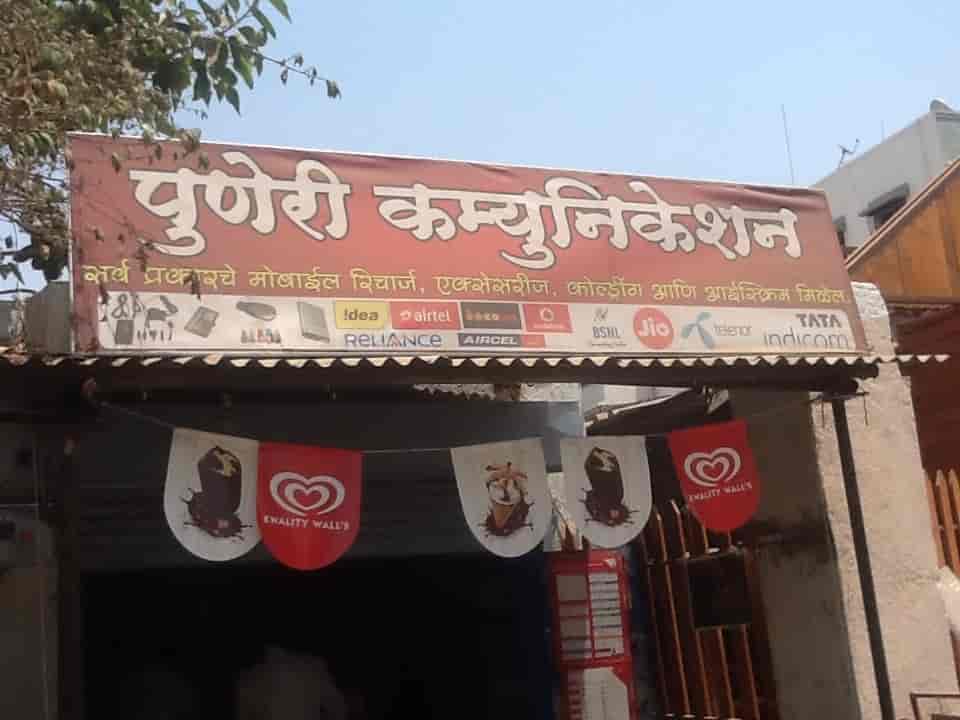 पुणेरी कम्युनिकेशन
सर्व प्रकारचे मोबाईल रिचार्ज, एक्सेसरीज, कोल्ड्रींग आणि आईस्क्रिम मिळेल.
!dea airtel vodafone BSNL Jio telenor TATA
RELIANCE AIRCEL indicom
KWALITY WALL'S
KWALITY WALL'S